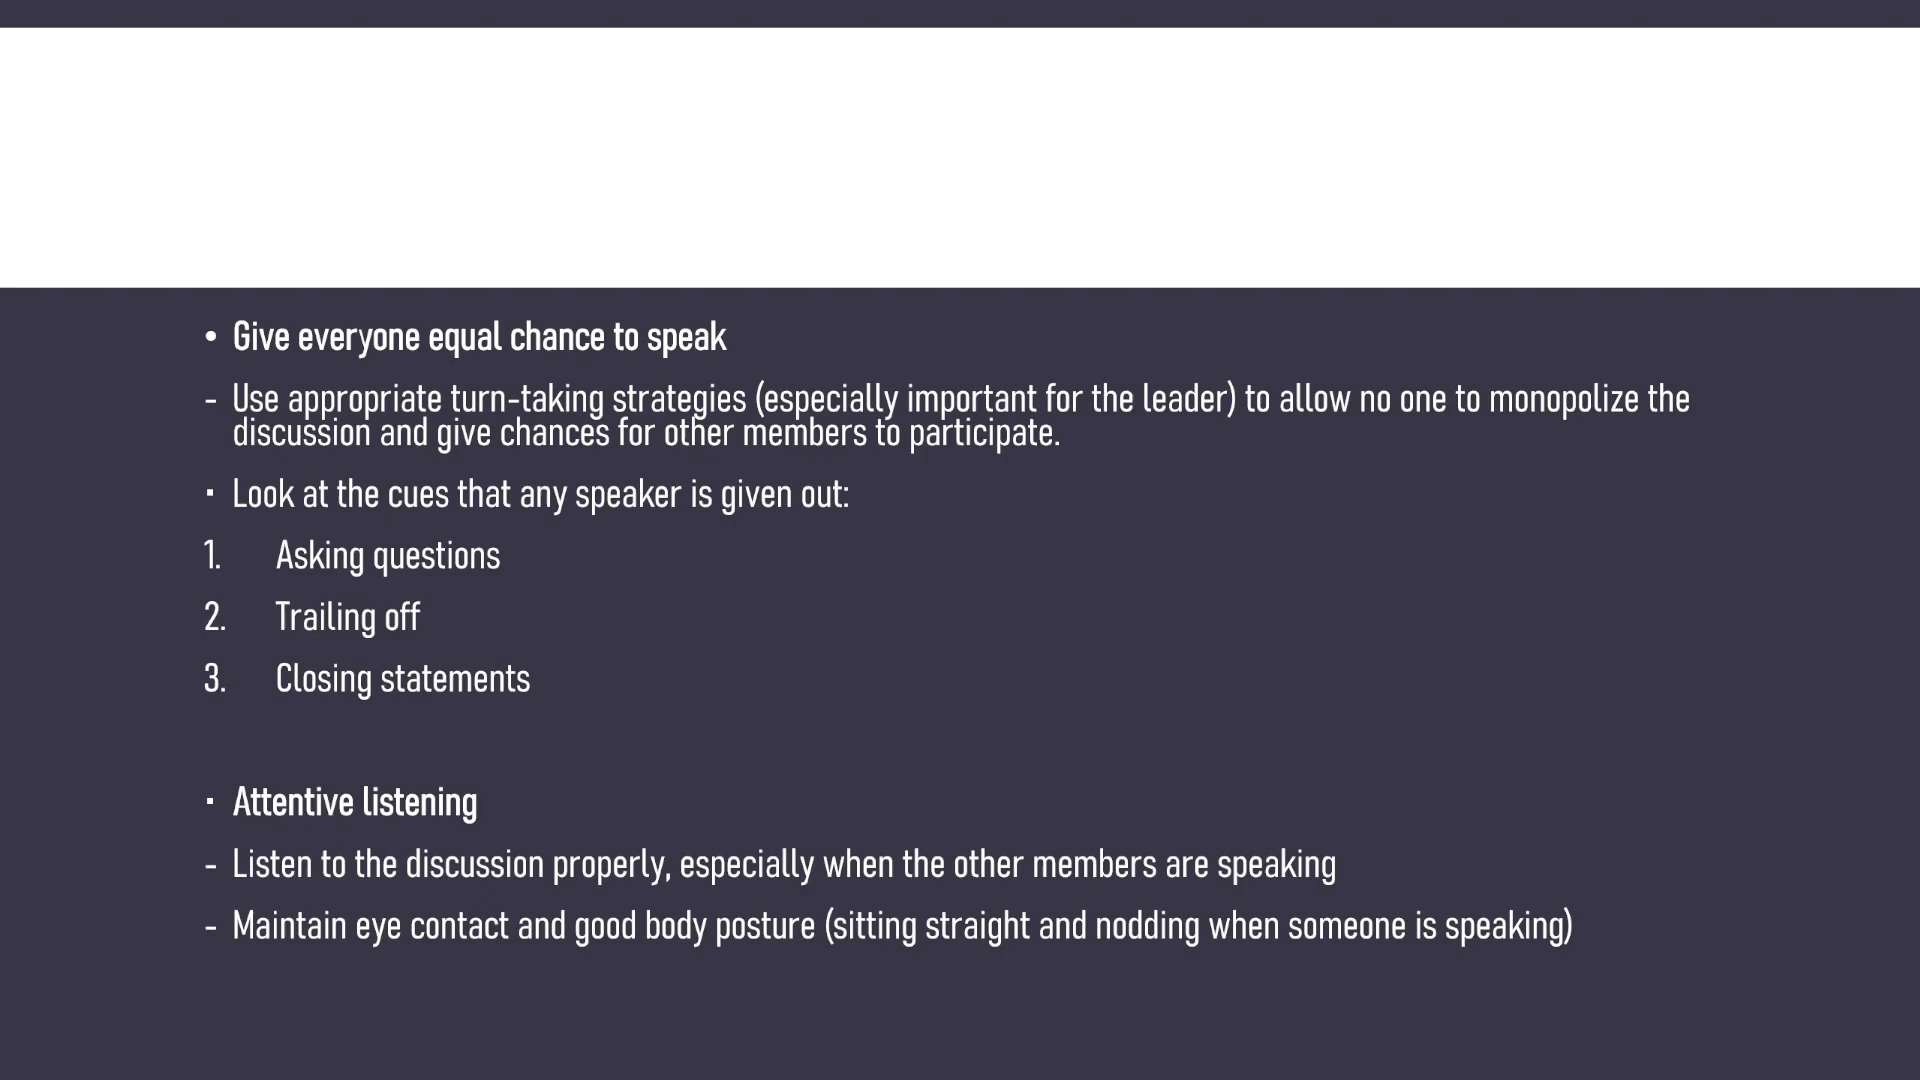 • Give everyone equal chance to speak
- Use appropriate turn-taking strategies (especially important for the leader) to allow no one to monopolize the
discussion and give chances for other members to participate.
▪ Look at the cues that any speaker is given out:
1. Asking questions
2. Trailing off
3. Closing statements
▪ Attentive listening
- Listen to the discussion properly, especially when the other members are speaking
- Maintain eye contact and good body posture (sitting straight and nodding when someone is speaking)